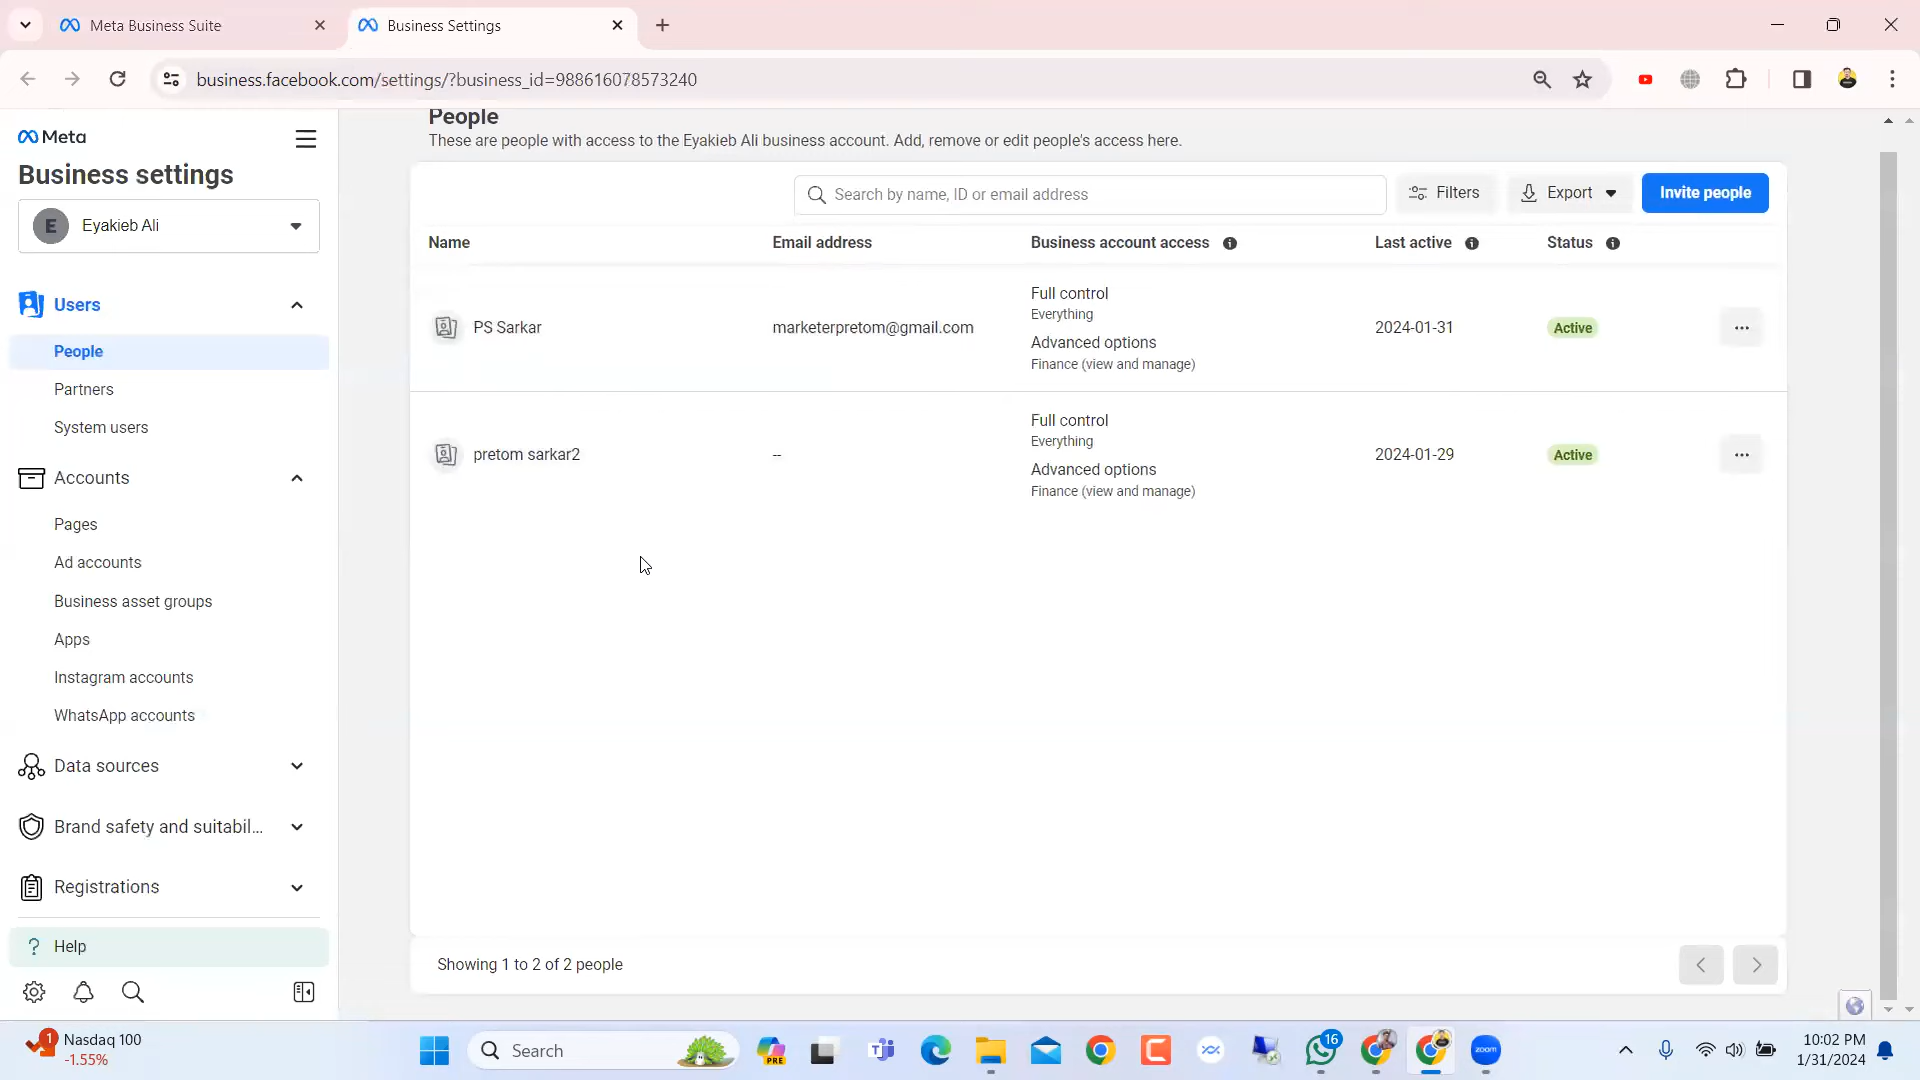 Meta Business Suite
Business Settings
business.facebook.com/settings/?business_id=988616078573240
Meta
Business settings
E
Eyakieb Ali
Users
People
Partners
System users
Accounts
Pages
Ad accounts
Business asset groups
Apps
Instagram accounts
WhatsApp accounts
Data sources
Brand safety and suitabil...
Registrations
? Help
People
These are people with access to the Eyakieb Ali business account. Add, remove or edit people's access here.
Search by name, ID or email address
Filters
Export
Invite people
Name Email address Business account access Last active Status
PS Sarkar marketerpretom@gmail.com Full control
Everything
Advanced options
Finance (view and manage)
2024-01-31 Active
pretom sarkar2 -- Full control
Everything
Advanced options
Finance (view and manage)
2024-01-29 Active
Showing 1 to 2 of 2 people
1
Nasdaq 100
-1.55%
Search
PRE
16
zoom
10:02 PM
1/31/2024